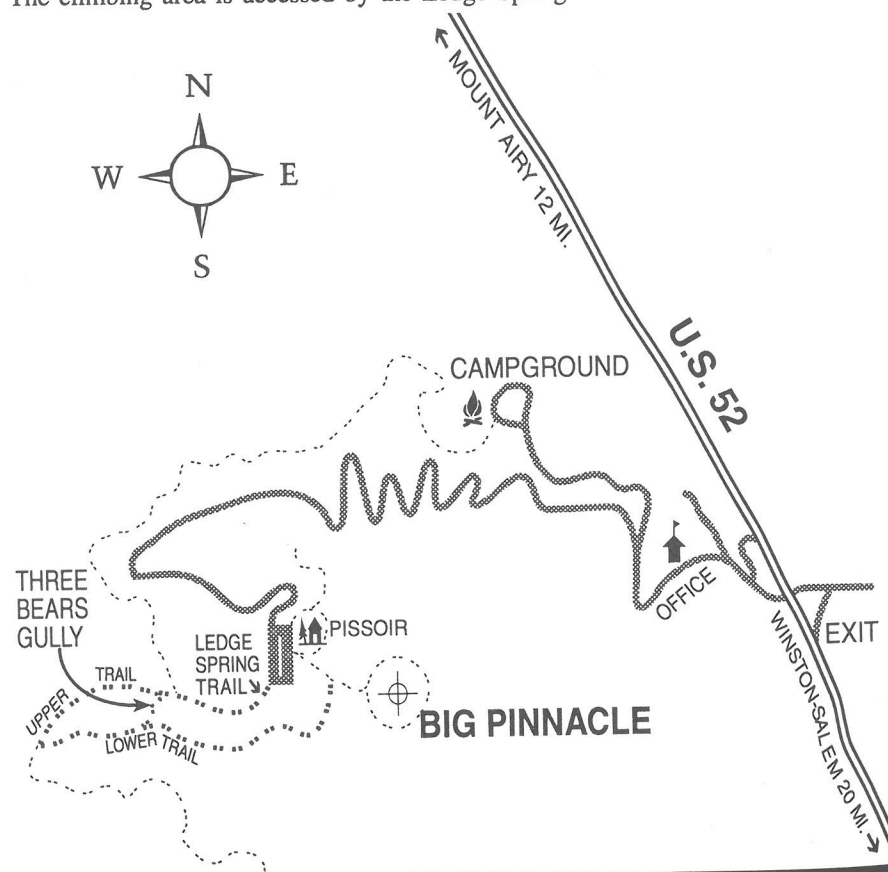 The climbing area is accessed by the Ledge Spring
N
W
E
S
MOUNT AIRY 12 MI.
U.S. 52
CAMPGROUND
OFFICE
EXIT
WINSTON-SALEM 20 MI.
THREE
BEARS
GULLY
LEDGE
SPRING
TRAIL
PISSOIR
UPPER TRAIL
LOWER TRAIL
BIG PINNACLE